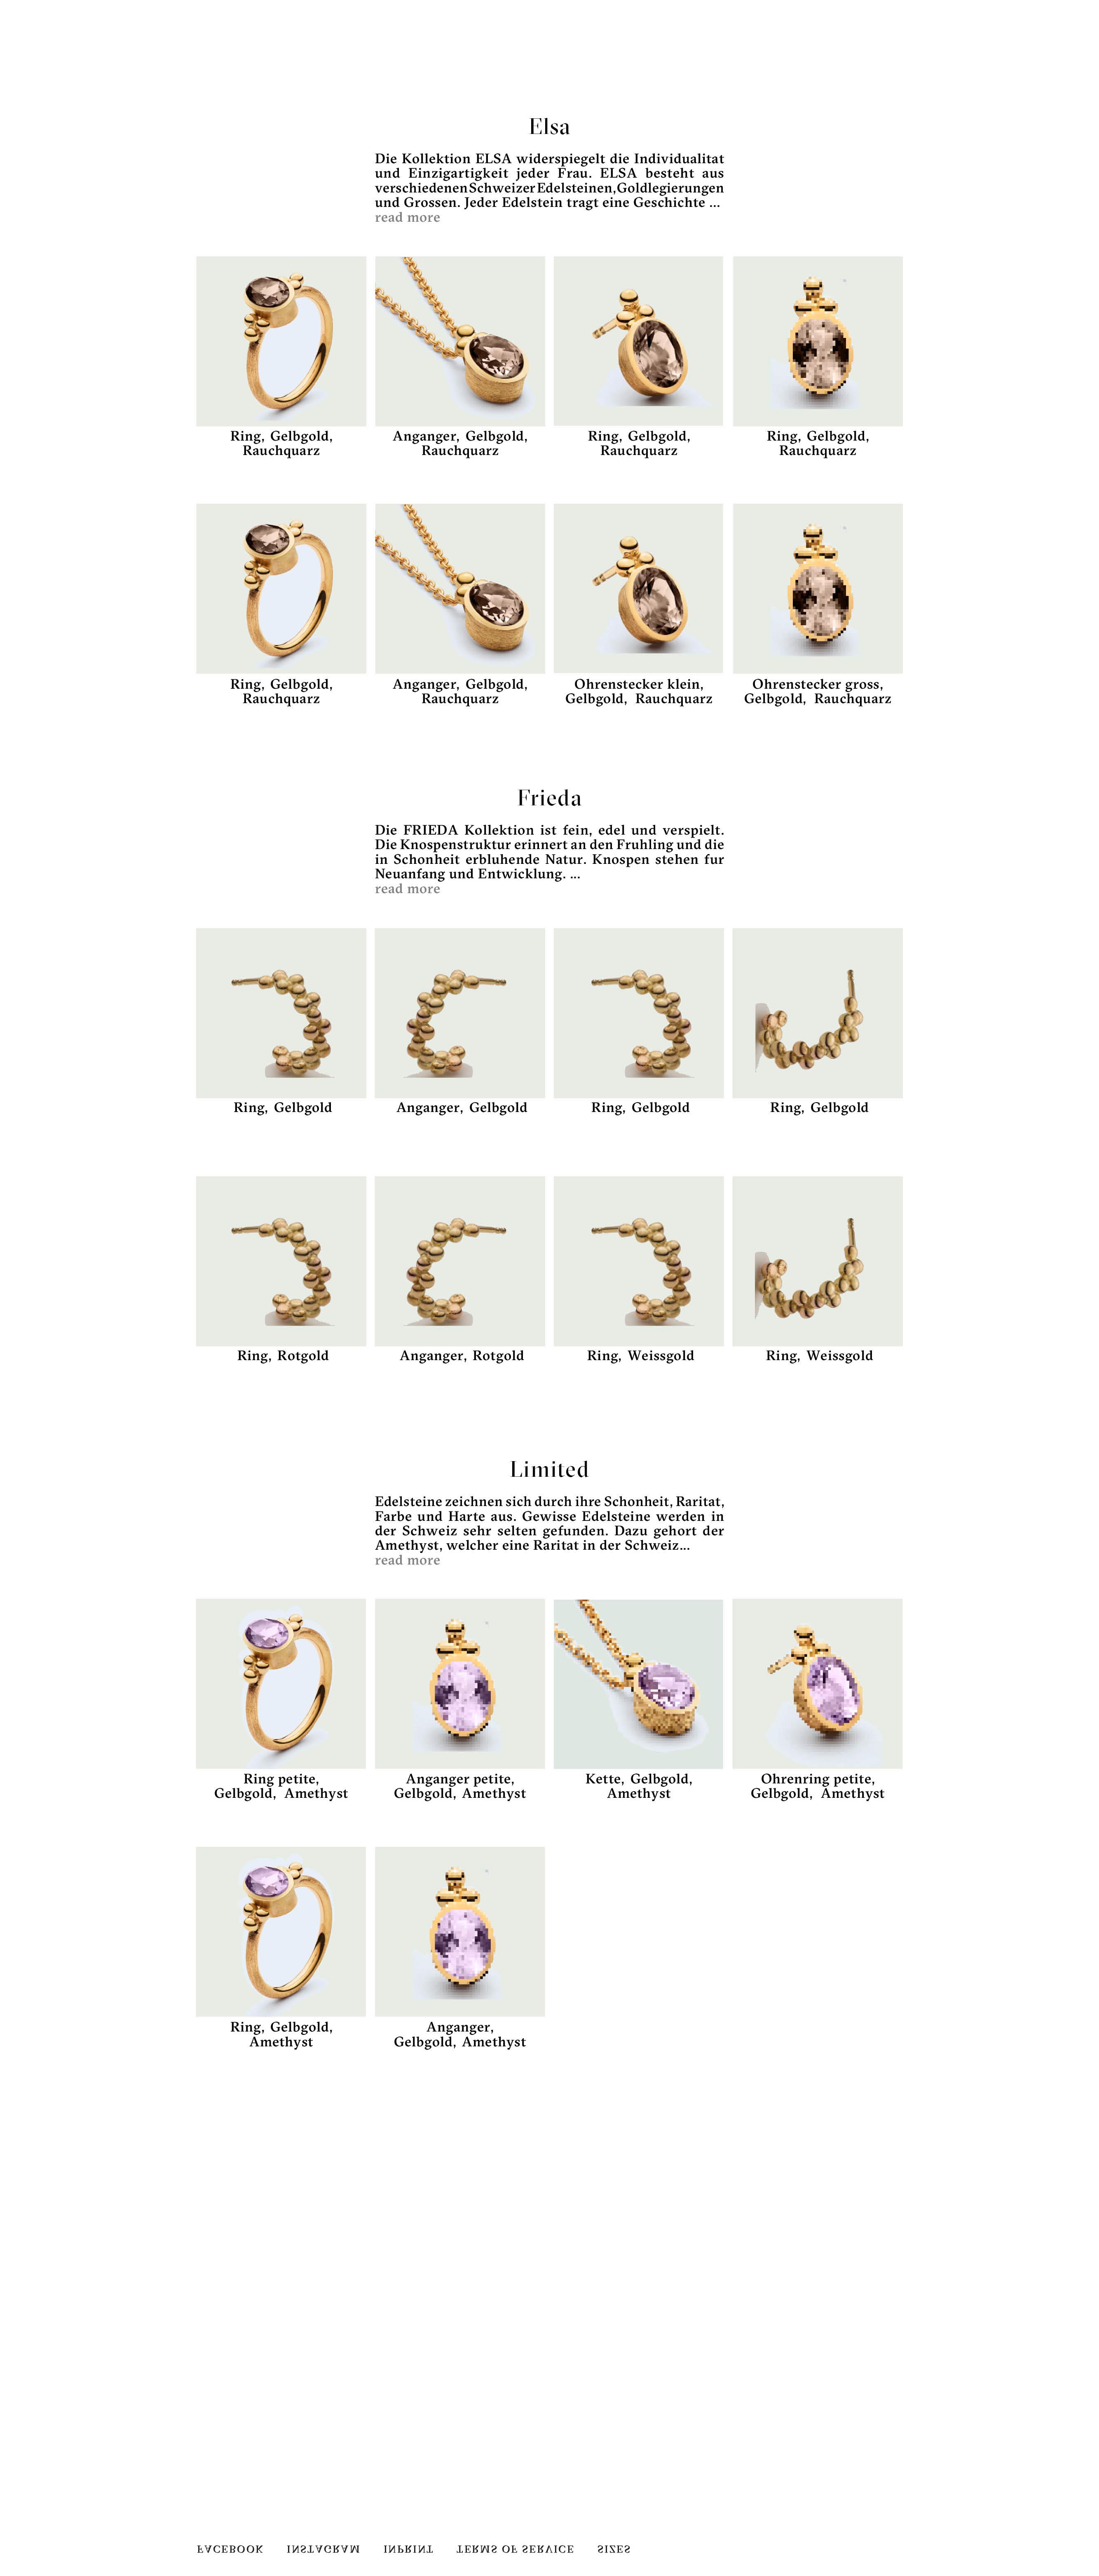 Elsa
Die Kollektion ELSA widerspiegelt die Individualitat
und Einzigartigkeit jeder Frau. ELSA besteht aus
verschiedenen Schweizer Edelsteinen, Goldlegierungen
und Grossen. Jeder Edelstein tragt eine Geschichte ...
read more
Ring, Gelbgold,
Rauchquarz
Anganger, Gelbgold,
Rauchquarz
Ring, Gelbgold,
Rauchquarz
Ring, Gelbgold,
Rauchquarz
Ring, Gelbgold,
Rauchquarz
Anganger, Gelbgold,
Rauchquarz
Ohrenstecker klein,
Gelbgold, Rauchquarz
Ohrenstecker gross,
Gelbgold, Rauchquarz
Frieda
Die FRIEDA Kollektion ist fein, edel und verspielt.
Die Knospenstruktur erinnert an den Fruhling und die
in Schonheit erbluhende Natur. Knospen stehen fur
Neuanfang und Entwicklung. ...
read more
Ring, Gelbgold
Anganger, Gelbgold
Ring, Gelbgold
Ring, Gelbgold
Ring, Rotgold
Anganger, Rotgold
Ring, Weissgold
Ring, Weissgold
Limited
Edelsteine zeichnen sich durch ihre Schonheit, Raritat,
Farbe und Harte aus. Gewisse Edelsteine werden in
der Schweiz sehr selten gefunden. Dazu gehort der
Amethyst, welcher eine Raritat in der Schweiz...
read more
Ring petite,
Gelbgold, Amethyst
Anganger petite,
Gelbgold, Amethyst
Kette, Gelbgold,
Amethyst
Ohrenring petite,
Gelbgold, Amethyst
Ring, Gelbgold,
Amethyst
Anganger,
Gelbgold, Amethyst
FACEBOOK INSTAGRAM INPRINT TERMS OF SERVICE SIZES